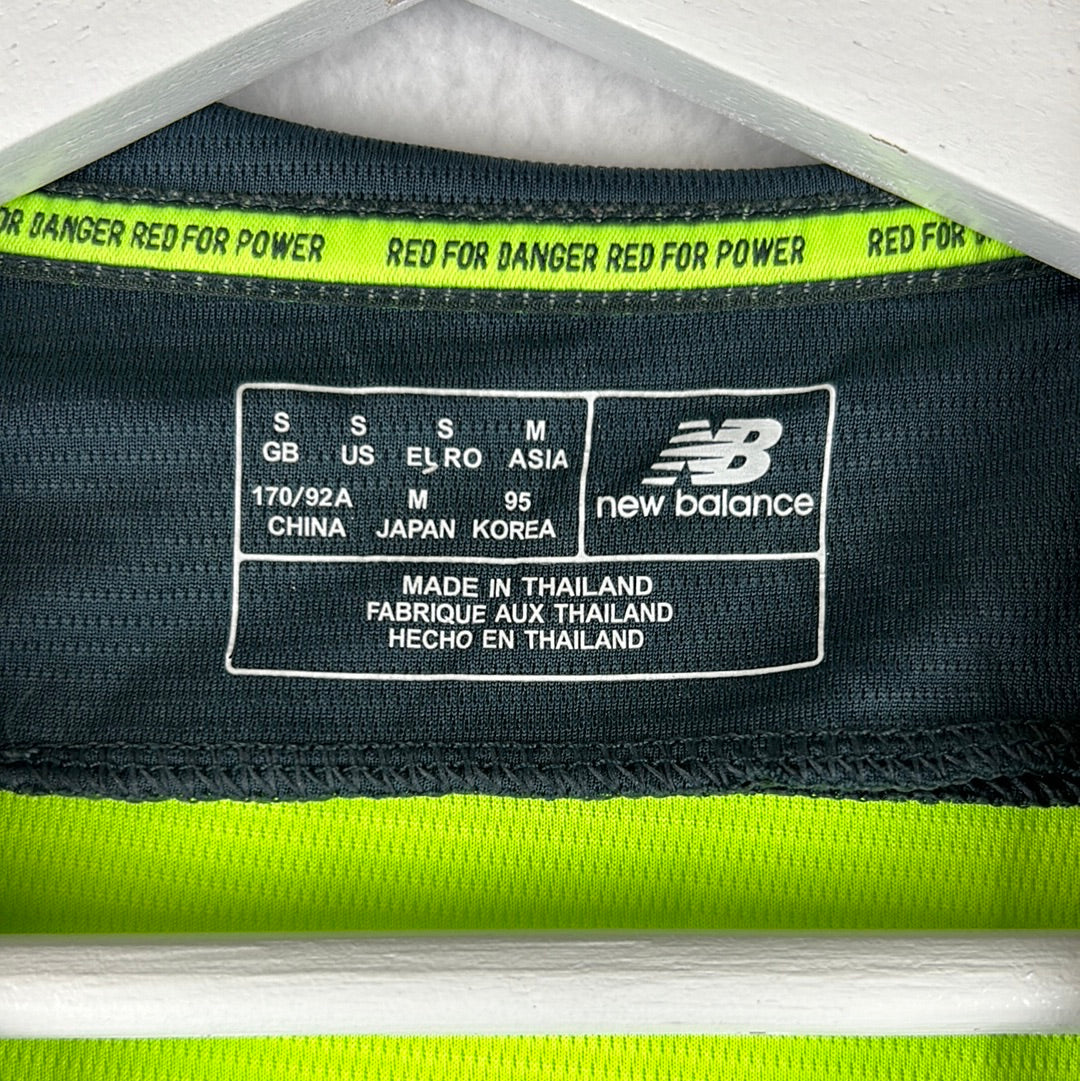 OR DANGER RED FOR POWER RED FOR DANGER RED FOR POWER RED FOR
S S S M
GB US EURO ASIA
170/92A M 95
CHINA JAPAN KOREA
NB
new balance
MADE IN THAILAND
FABRIQUE AUX THAILAND
HECHO EN THAILAND